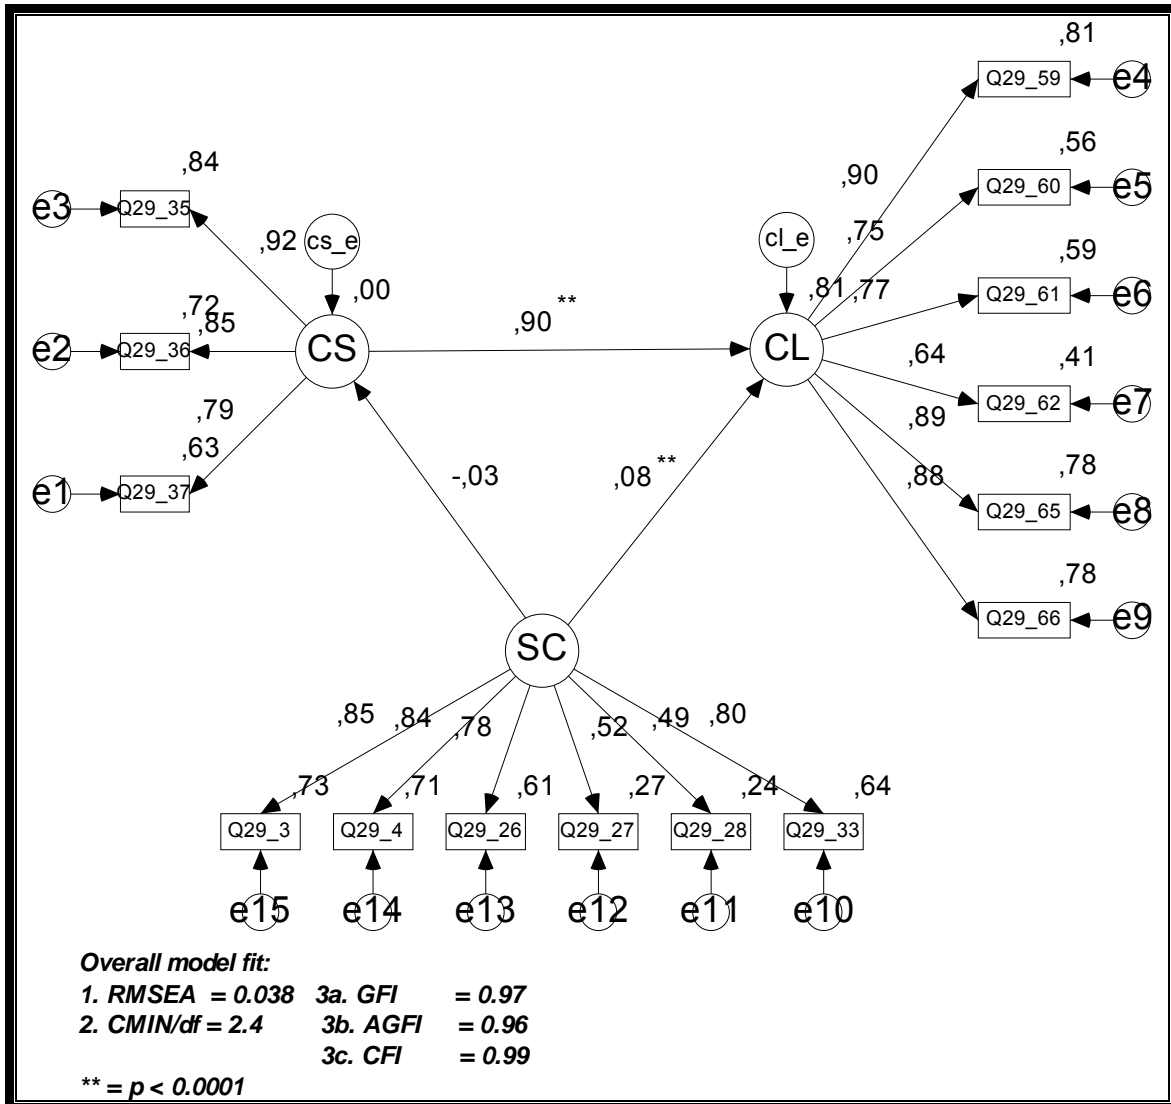 ,81
Q29_59 e4
,84
,56
e3 Q29_35
,90
Q29_60 e5
,92 cs_e
cl_e
,75
,59
,00
,81 ,77
Q29_61 e6
,72
,85
,90 **
e2 Q29_36
CS
CL
,64
,41
,79
,89
Q29_62 e7
,63
-,03
,08 **
,88
,78
e1 Q29_37
Q29_65 e8
,78
Q29_66 e9
SC
,85 ,84 ,78 ,52 ,49 ,80
,73 ,71 ,61 ,27 ,24 ,64
Q29_3 Q29_4 Q29_26 Q29_27 Q29_28 Q29_33
e15 e14 e13 e12 e11 e10
Overall model fit:
1. RMSEA = 0.038 3a. GFI = 0.97
2. CMIN/df = 2.4 3b. AGFI = 0.96
3c. CFI = 0.99
** = p < 0.0001